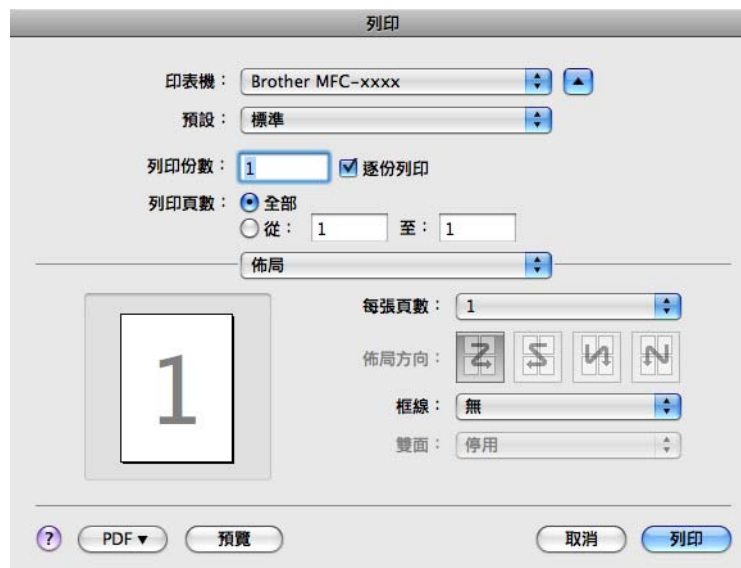 列印
印表機： Brother MFC-xxxx
預設： 標準
列印份數： 1 逐份列印
列印頁數： 全部
從： 1 至： 1
佈局
每張頁數： 1
佈局方向：
框線： 無
雙面： 停用
1
? PDF▼ 預覽 取消 列印